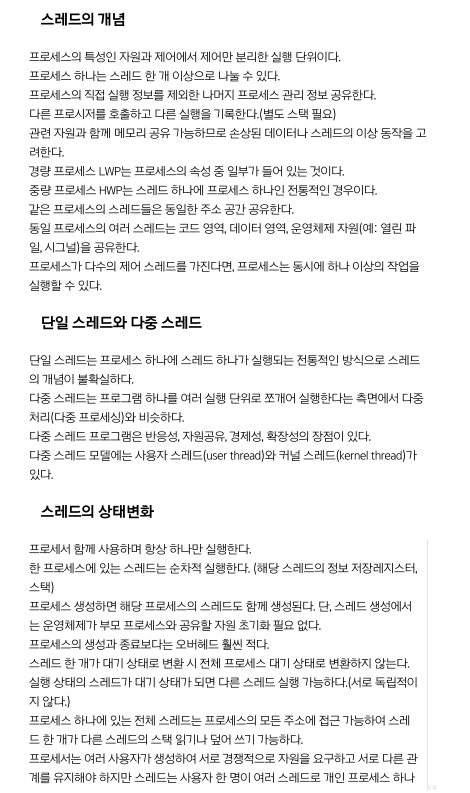 스레드의 개념
프로세스의 특성인 자원과 제어에서 제어만 분리한 실행 단위이다.
프로세스 하나는 스레드 한 개 이상으로 나눌 수 있다.
프로세스의 직접 실행 정보를 제외한 나머지 프로세스 관리 정보 공유한다.
다른 프로시저를 호출하고 다른 실행을 기록한다.(별도 스택 필요)
관련 자원과 함께 메모리 공유 가능하므로 손상된 데이터나 스레드의 이상 동작을 고
려한다.
경량 프로세스 LWP는 프로세스의 속성 중 일부가 들어 있는 것이다.
중량 프로세스 HWP는 스레드 하나에 프로세스 하나인 전통적인 경우이다.
같은 프로세스의 스레드들은 동일한 주소 공간 공유한다.
동일 프로세스의 여러 스레드는 코드 영역, 데이터 영역, 운영체제 자원(예: 열린 파
일, 시그널)을 공유한다.
프로세스가 다수의 제어 스레드를 가진다면, 프로세스는 동시에 하나 이상의 작업을
실행할 수 있다.
단일 스레드와 다중 스레드
단일 스레드는 프로세스 하나에 스레드 하나가 실행되는 전통적인 방식으로 스레드
의 개념이 불확실하다.
다중 스레드는 프로그램 하나를 여러 실행 단위로 쪼개어 실행한다는 측면에서 다중
처리(다중 프로세싱)와 비슷하다.
다중 스레드 프로그램은 반응성, 자원공유, 경제성, 확장성의 장점이 있다.
다중 스레드 모델에는 사용자 스레드(user thread)와 커널 스레드(kernel thread)가
있다.
스레드의 상태변화
프로세서 함께 사용하며 항상 하나만 실행한다.
한 프로세스에 있는 스레드는 순차적 실행한다. (해당 스레드의 정보 저장레지스터,
스택)
프로세스 생성하면 해당 프로세스의 스레드도 함께 생성된다. 단, 스레드 생성에서
는 운영체제가 부모 프로세스와 공유할 자원 초기화 필요 없다.
프로세스의 생성과 종료보다는 오버헤드 훨씬 적다.
스레드 한 개가 대기 상태로 변환 시 전체 프로세스 대기 상태로 변환하지 않는다.
실행 상태의 스레드가 대기 상태가 되면 다른 스레드 실행 가능하다.(서로 독립적이
지 않다.)
프로세스 하나에 있는 전체 스레드는 프로세스의 모든 주소에 접근 가능하여 스레
드 한 개가 다른 스레드의 스택 읽기나 덮어 쓰기 가능하다.
프로세서는 여러 사용자가 생성하여 서로 경쟁적으로 자원을 요구하고 서로 다른 관
계를 유지해야 하지만 스레드는 사용자 한 명이 여러 스레드로 개인 프로세스 하나